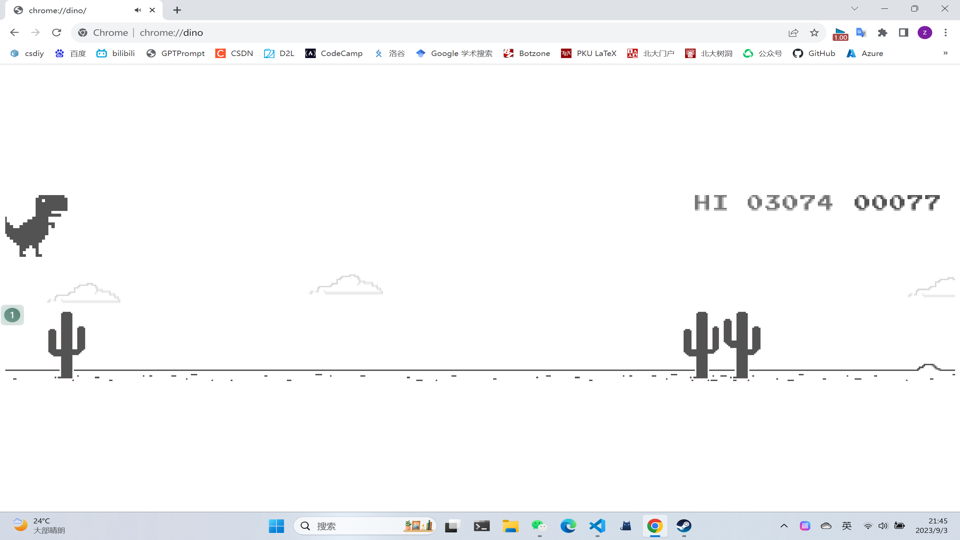 chrome://dino/
Chrome | chrome://dino
1.00
z
csdiy 百度 bilibili GPTPrompt CSDN D2L CodeCamp 洛谷 Google 学术搜索 Botzone PKU LaTeX 北大门户 北大树洞 公众号 GitHub Azure »
HI 03074 00077
1
24°C
大部晴朗
搜索
英
21:45
2023/9/3